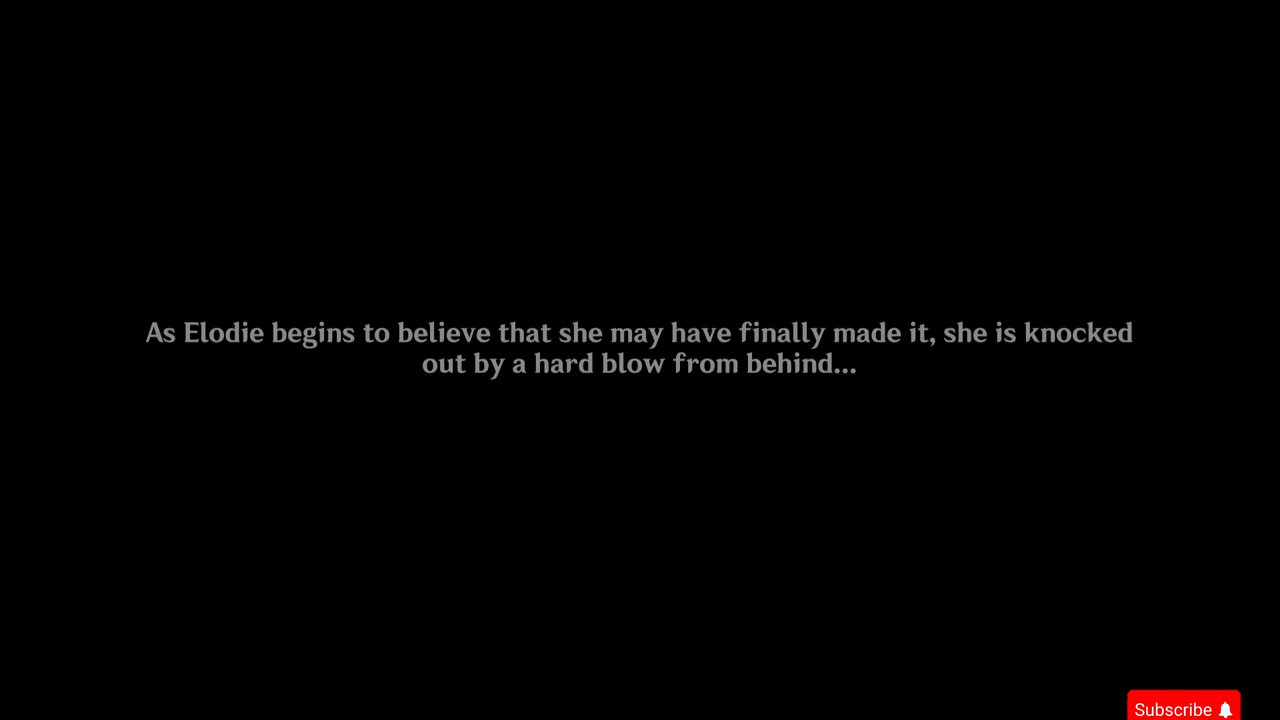 As Elodie begins to believe that she may have finally made it, she is knocked
out by a hard blow from behind...
Subscribe